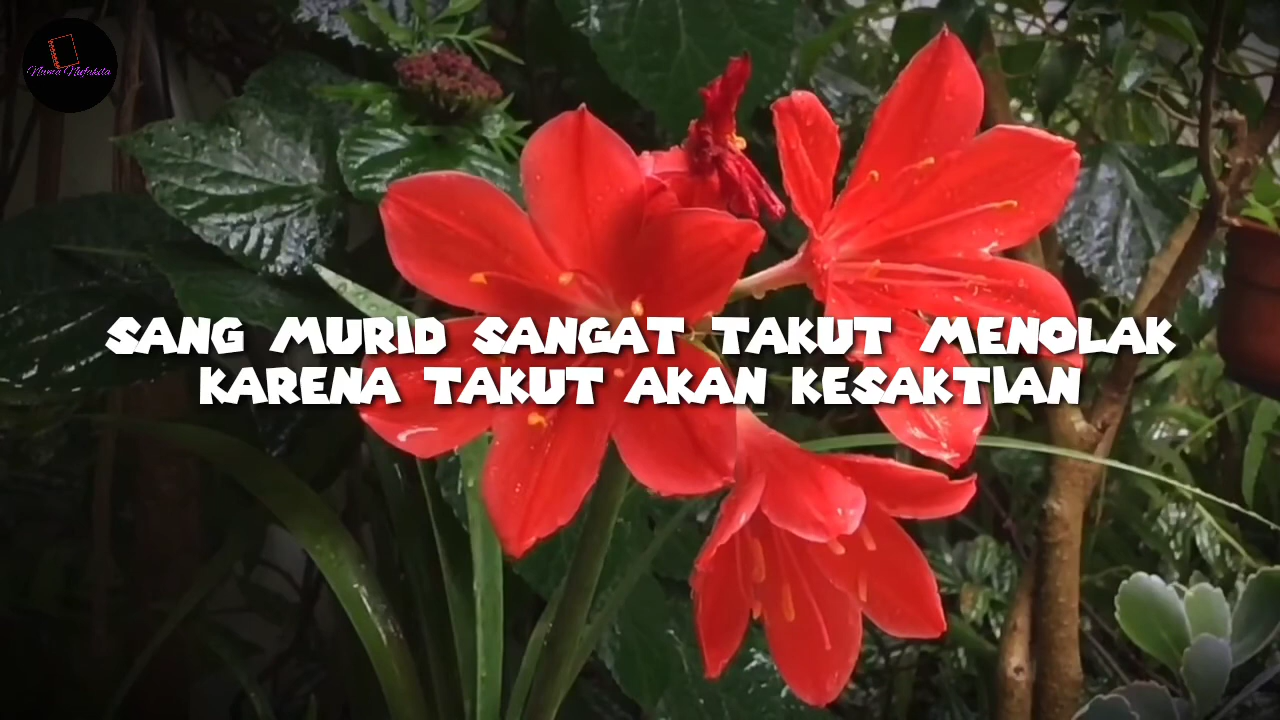 SANG MURID SANGAT TAKUT MENOLAK
KARENA TAKUT AKAN KESAKTIAN